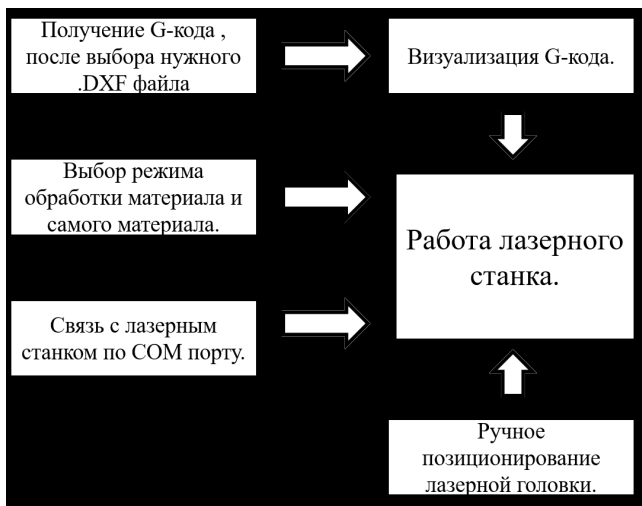 Получение G-кода ,
после выбора нужного
.DXF файла
Визуализация G-кода.
Выбор режима
обработки материала и
самого материала.
Работа лазерного
станка.
Связь с лазерным
станком по COM порту.
Ручное
позиционирование
лазерной головки.